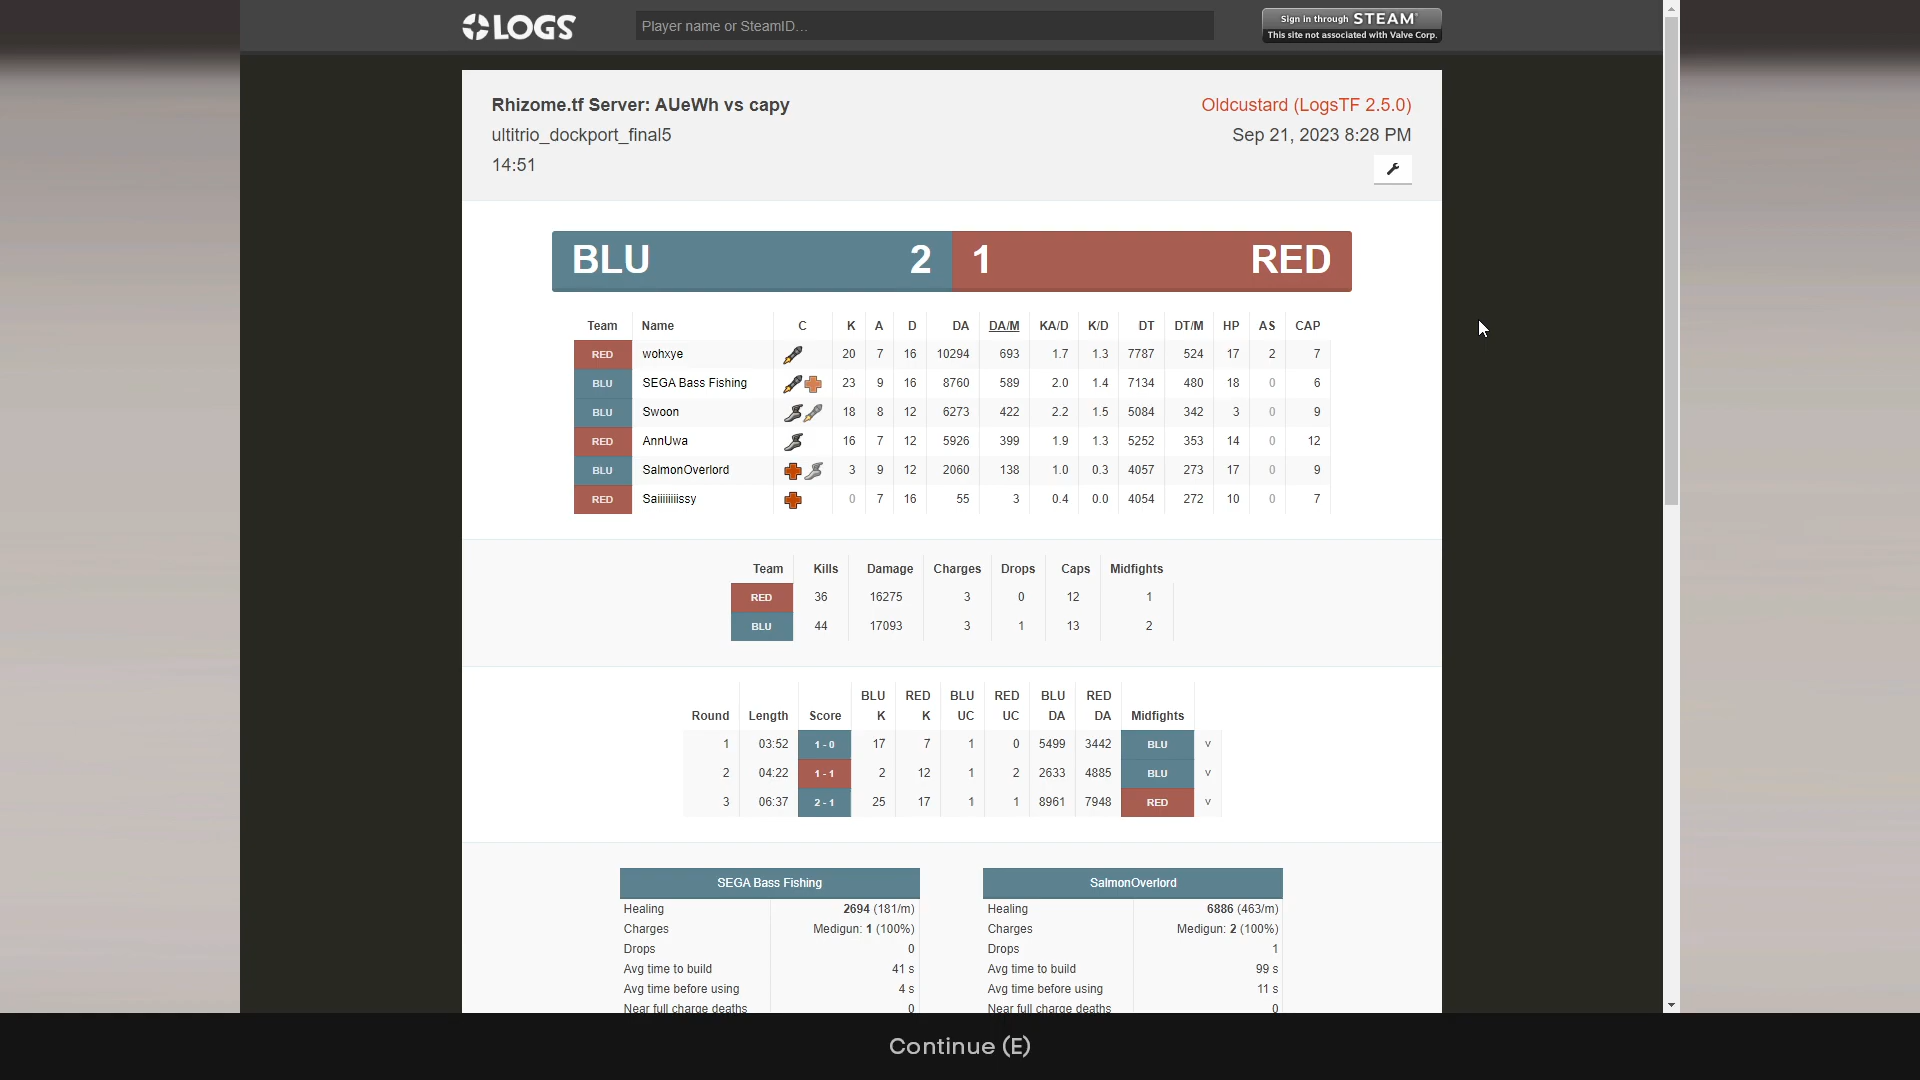 LOGS
Player name or SteamID...
Sign in through STEAM
This site not associated with Valve Corp.
Rhizome.tf Server: AUeWh vs capy
Oldcustard (LogsTF 2.5.0)
ultitrio_dockport_final5
Sep 21, 2023 8:28 PM
14:51
BLU 2 1 RED
Team Name C K A D DA DA/M KA/D K/D DT DT/M HP AS CAP
RED wohxye 20 7 16 10294 693 1.7 1.3 7787 524 17 2 7
BLU SEGA Bass Fishing 23 9 16 8760 589 2.0 1.4 7134 480 18 0 6
BLU Swoon 18 8 12 6273 422 2.2 1.5 5084 342 3 0 9
RED AnnUwa 16 7 12 5926 399 1.9 1.3 5252 353 14 0 12
BLU SalmonOverlord 3 9 12 2060 138 1.0 0.3 4057 273 17 0 9
RED Saiiiiiiiissy 0 7 16 55 3 0.4 0.0 4054 272 10 0 7
Team Kills Damage Charges Drops Caps Midfights
RED 36 16275 3 0 12 1
BLU 44 17093 3 1 13 2
BLU RED BLU RED BLU RED
Round Length Score K K UC UC DA DA Midfights
1 03:52 1 - 0 17 7 1 0 5499 3442 BLU v
2 04:22 1 - 1 2 12 1 2 2633 4885 BLU v
3 06:37 2 - 1 25 17 1 1 8961 7948 RED v
SEGA Bass Fishing SalmonOverlord
Healing 2694 (181/m) Healing 6886 (463/m)
Charges Medigun: 1 (100%) Charges Medigun: 2 (100%)
Drops 0 Drops 1
Avg time to build 41 s Avg time to build 99 s
Avg time before using 4 s Avg time before using 11 s
Near full charge deaths 0 Near full charge deaths 0
Continue (E)